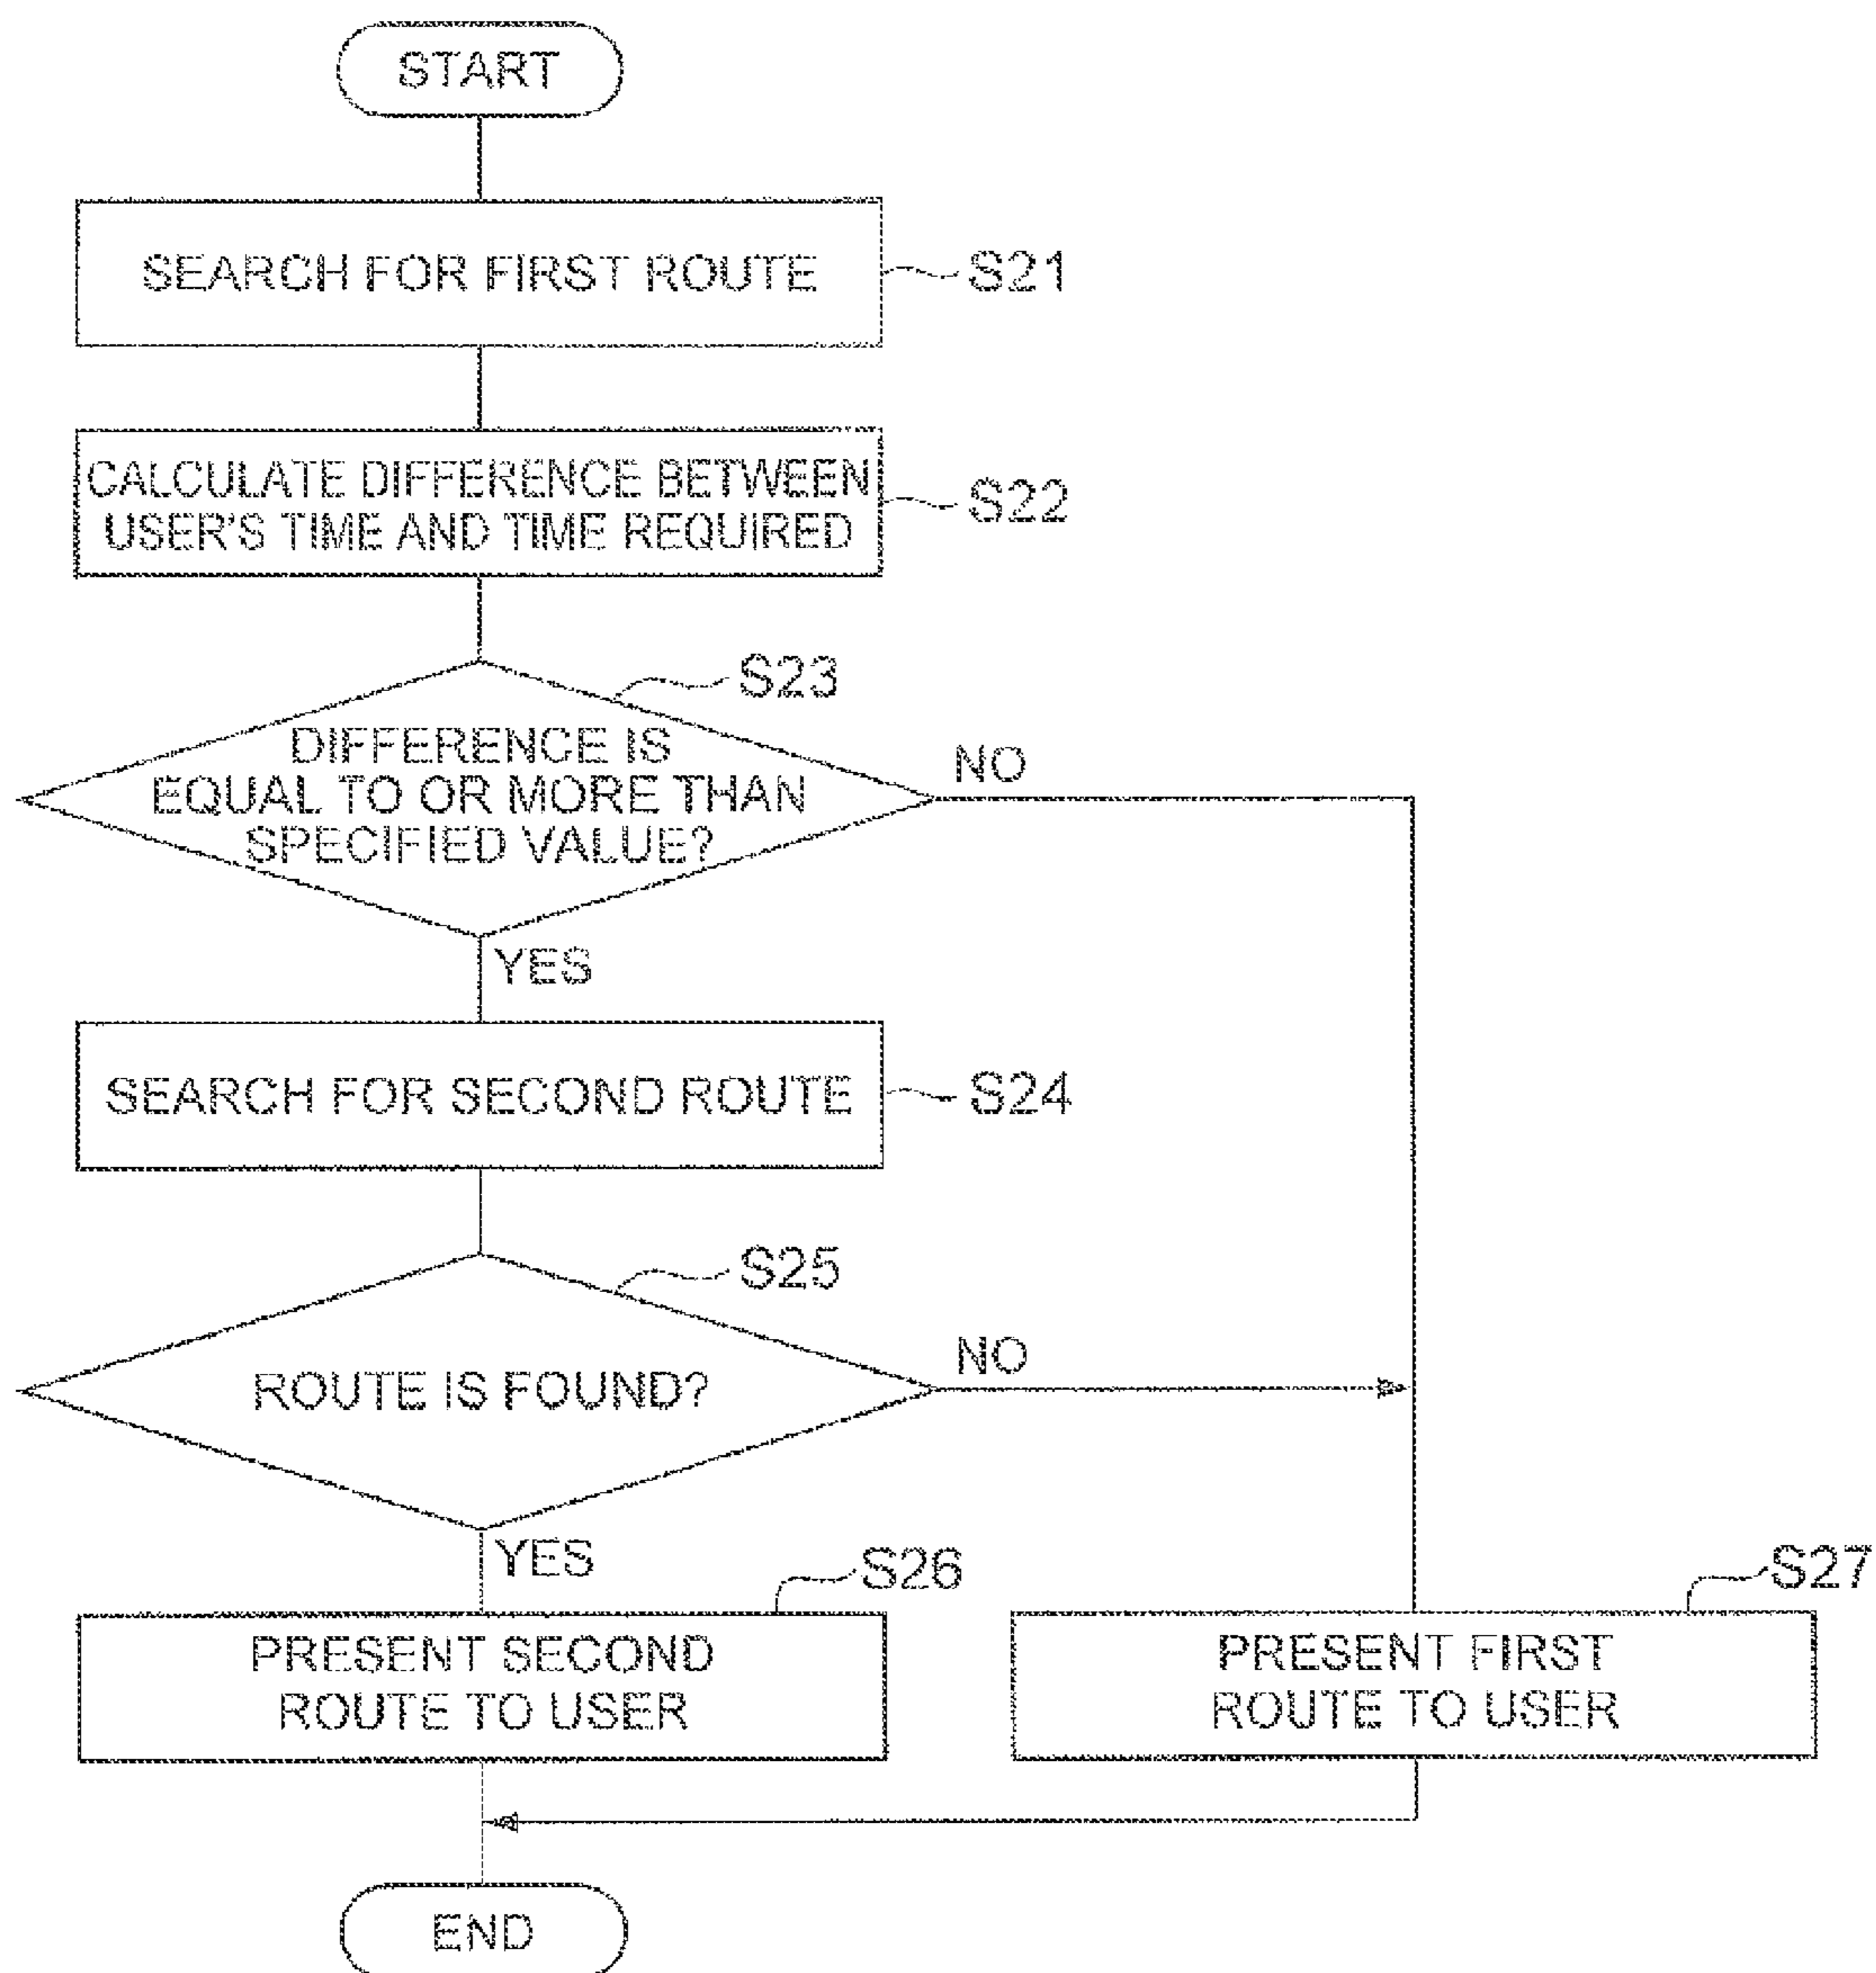 START
SEARCH FOR FIRST ROUTE
S21
CALCULATE DIFFERENCE BETWEEN
USER'S TIME AND TIME REQUIRED
S22
S23
DIFFERENCE IS
EQUAL TO OR MORE THAN
SPECIFIED VALUE?
NO
YES
SEARCH FOR SECOND ROUTE
S24
S25
ROUTE IS FOUND?
NO
YES
S26
PRESENT SECOND
ROUTE TO USER
S27
PRESENT FIRST
ROUTE TO USER
END